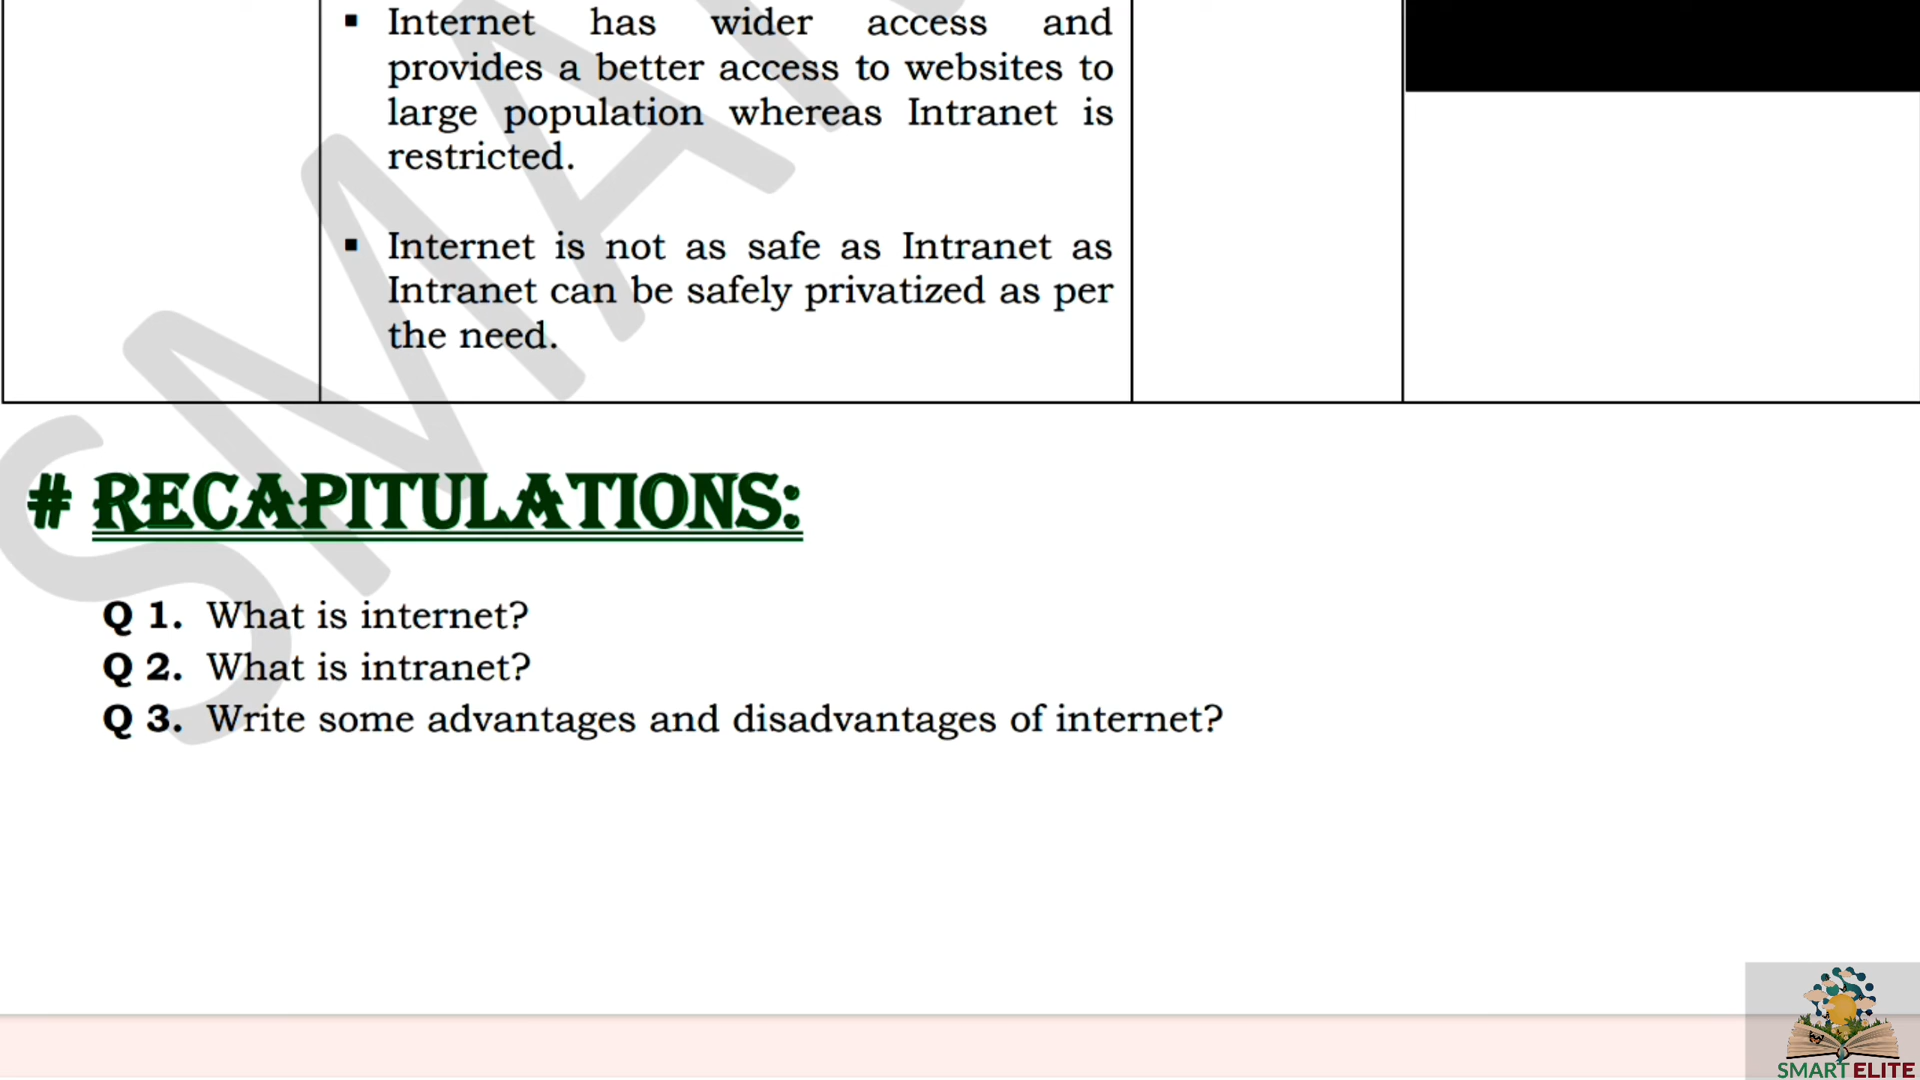 ▪ Internet has wider access and
provides a better access to websites to
large population whereas Intranet is
restricted.
▪ Internet is not as safe as Intranet as
Intranet can be safely privatized as per
the need.
# RECAPITULATIONS:
Q 1. What is internet?
Q 2. What is intranet?
Q 3. Write some advantages and disadvantages of internet?
SMART ELITE